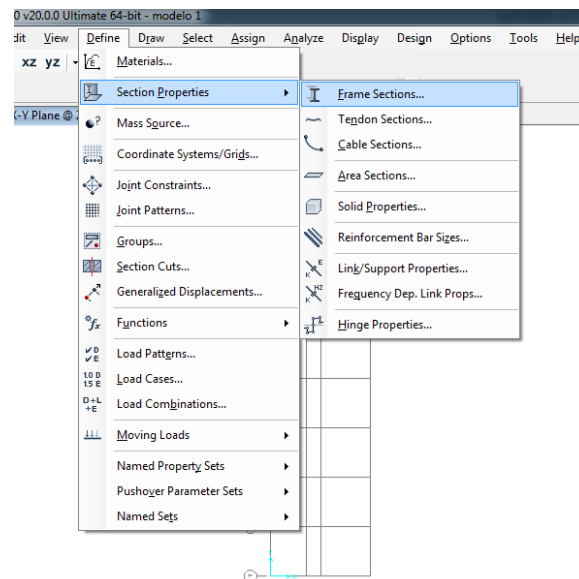 0 v20.0.0 Ultimate 64-bit - modelo 1
dit View Define Draw Select Assign Analyze Display Design Options Tools Help
xz yz
Materials...
Section Properties
Frame Sections...
X-Y Plane @
Tendon Sections...
Mass Source...
Cable Sections...
Coordinate Systems/Grids...
Area Sections...
Joint Constraints...
Solid Properties...
Joint Patterns...
Groups...
Reinforcement Bar Sizes...
Section Cuts...
Link/Support Properties...
Generalized Displacements...
Frequency Dep. Link Props...
Functions
Hinge Properties...
Load Patterns...
Load Cases...
Load Combinations...
Moving Loads
Named Property Sets
Pushover Parameter Sets
Named Sets